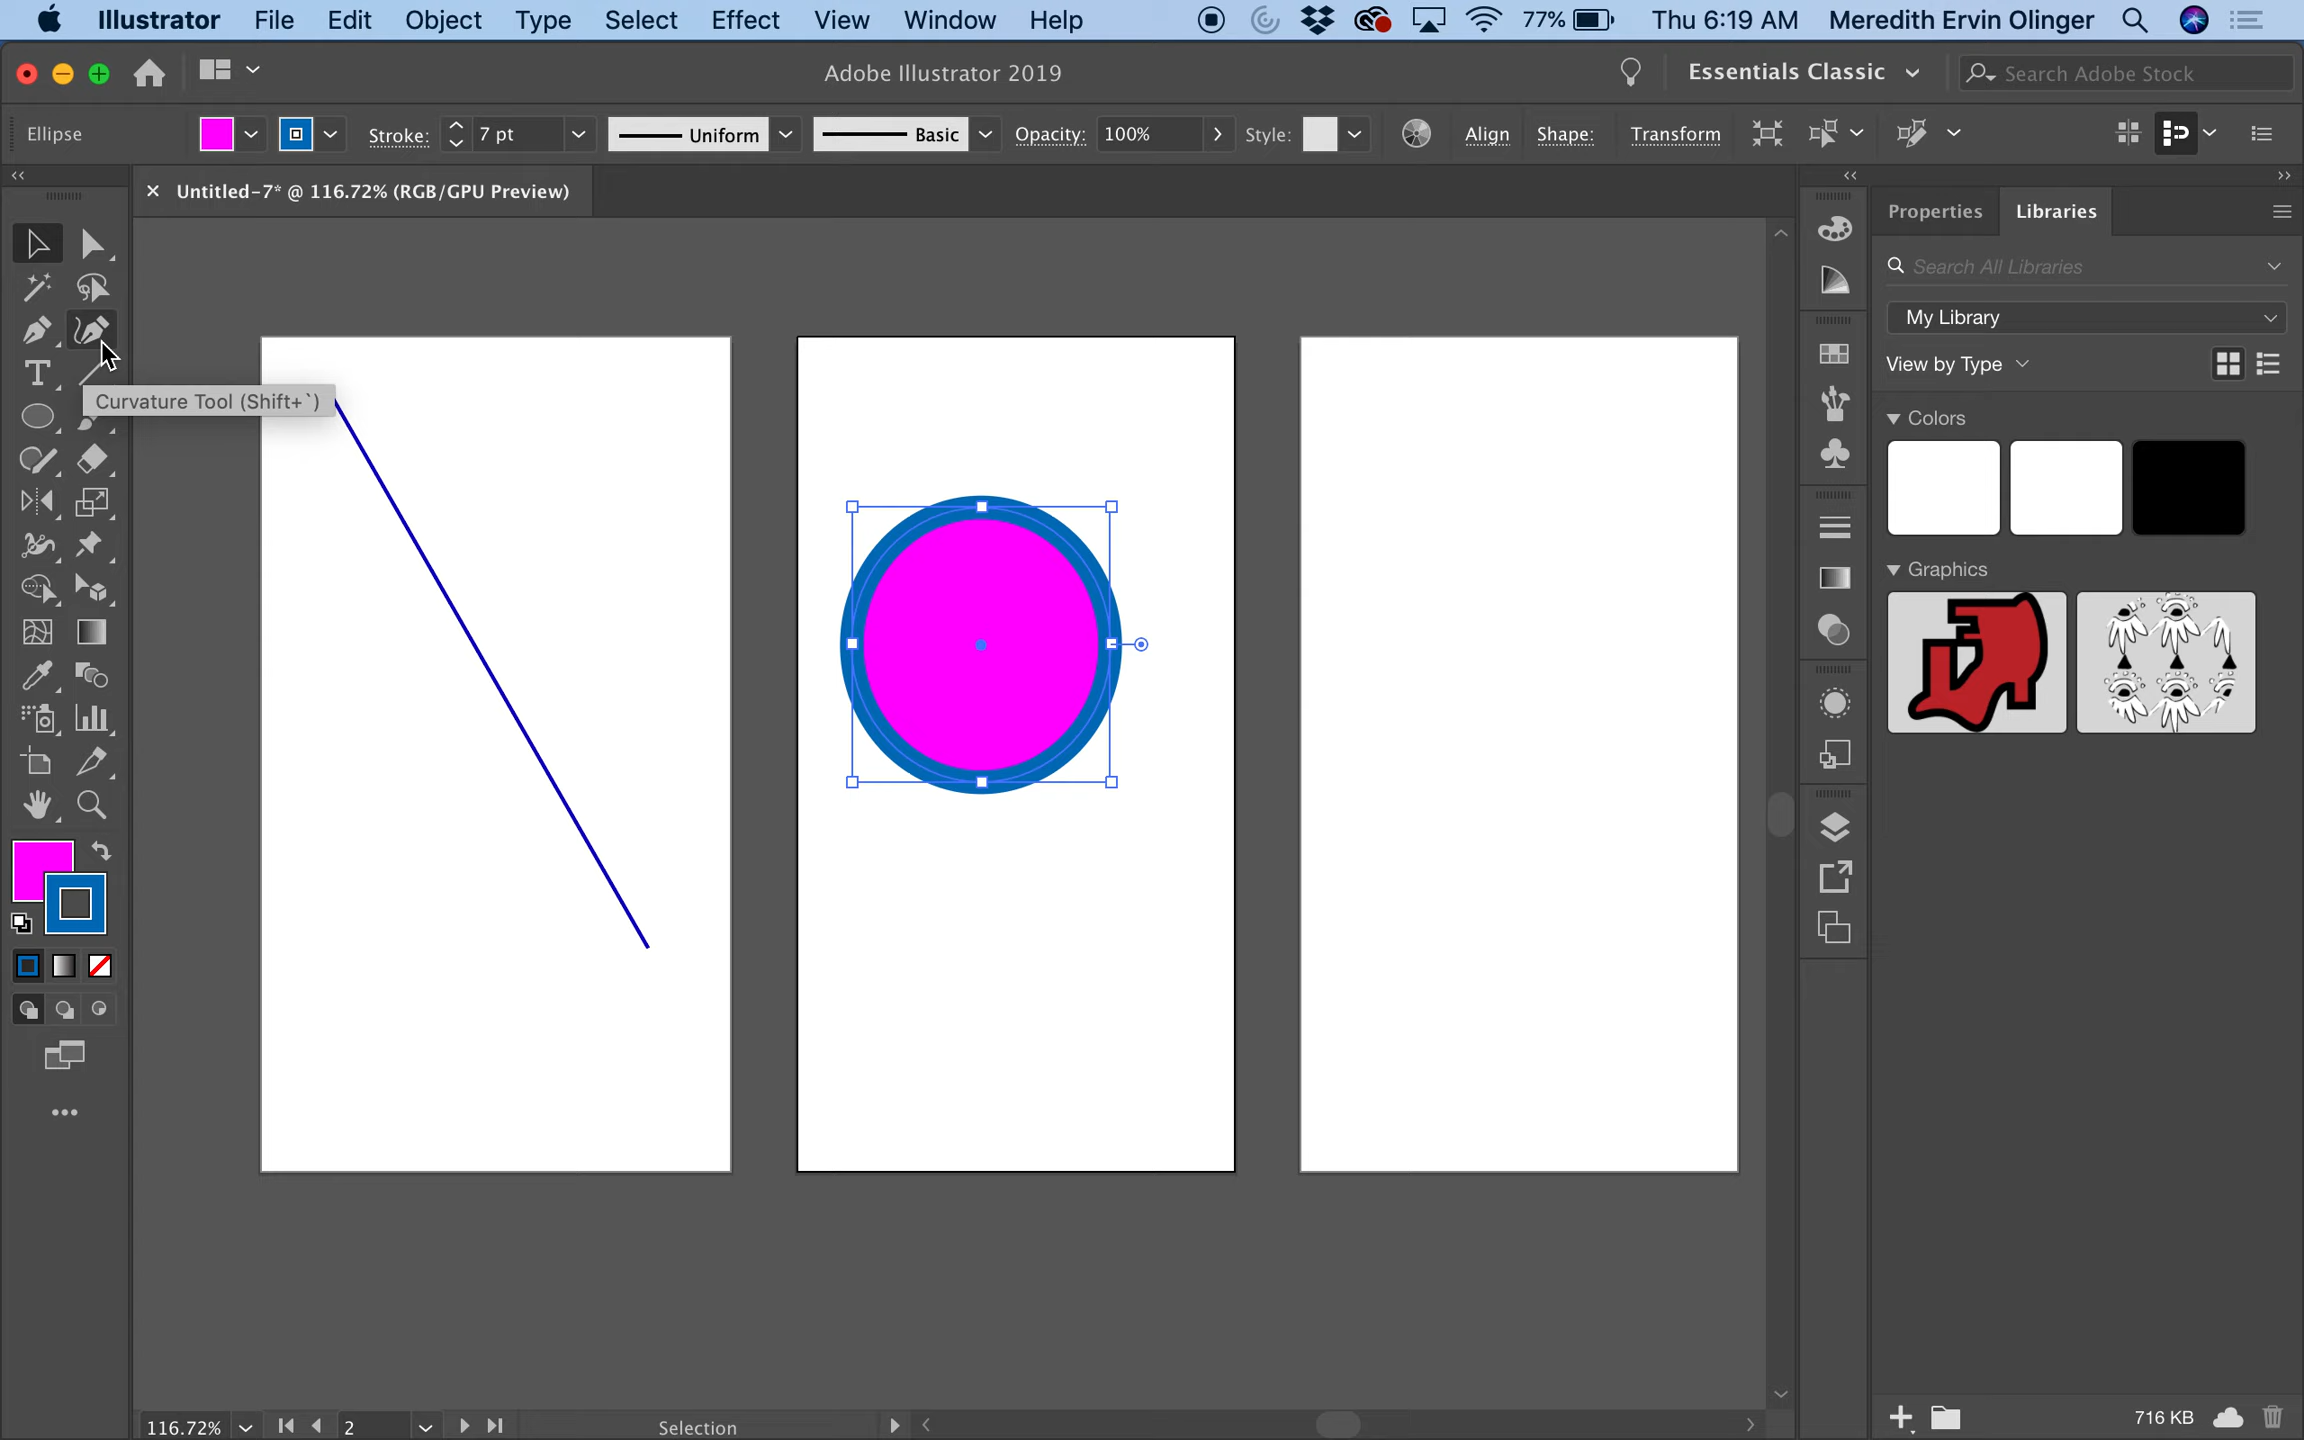 Illustrator File Edit Object Type Select Effect View Window Help 77% Thu 6:19 AM Meredith Ervin Olinger
Adobe Illustrator 2019 Essentials Classic Search Adobe Stock
Ellipse Stroke: 7 pt Uniform Basic Opacity: 100% Style: Align Shape: Transform
Untitled-7* @ 116.72% (RGB/GPU Preview)
Properties Libraries
Search All Libraries
My Library
View by Type
Curvature Tool (Shift+`)
Colors
Graphics
116.72% 2 Selection
716 KB